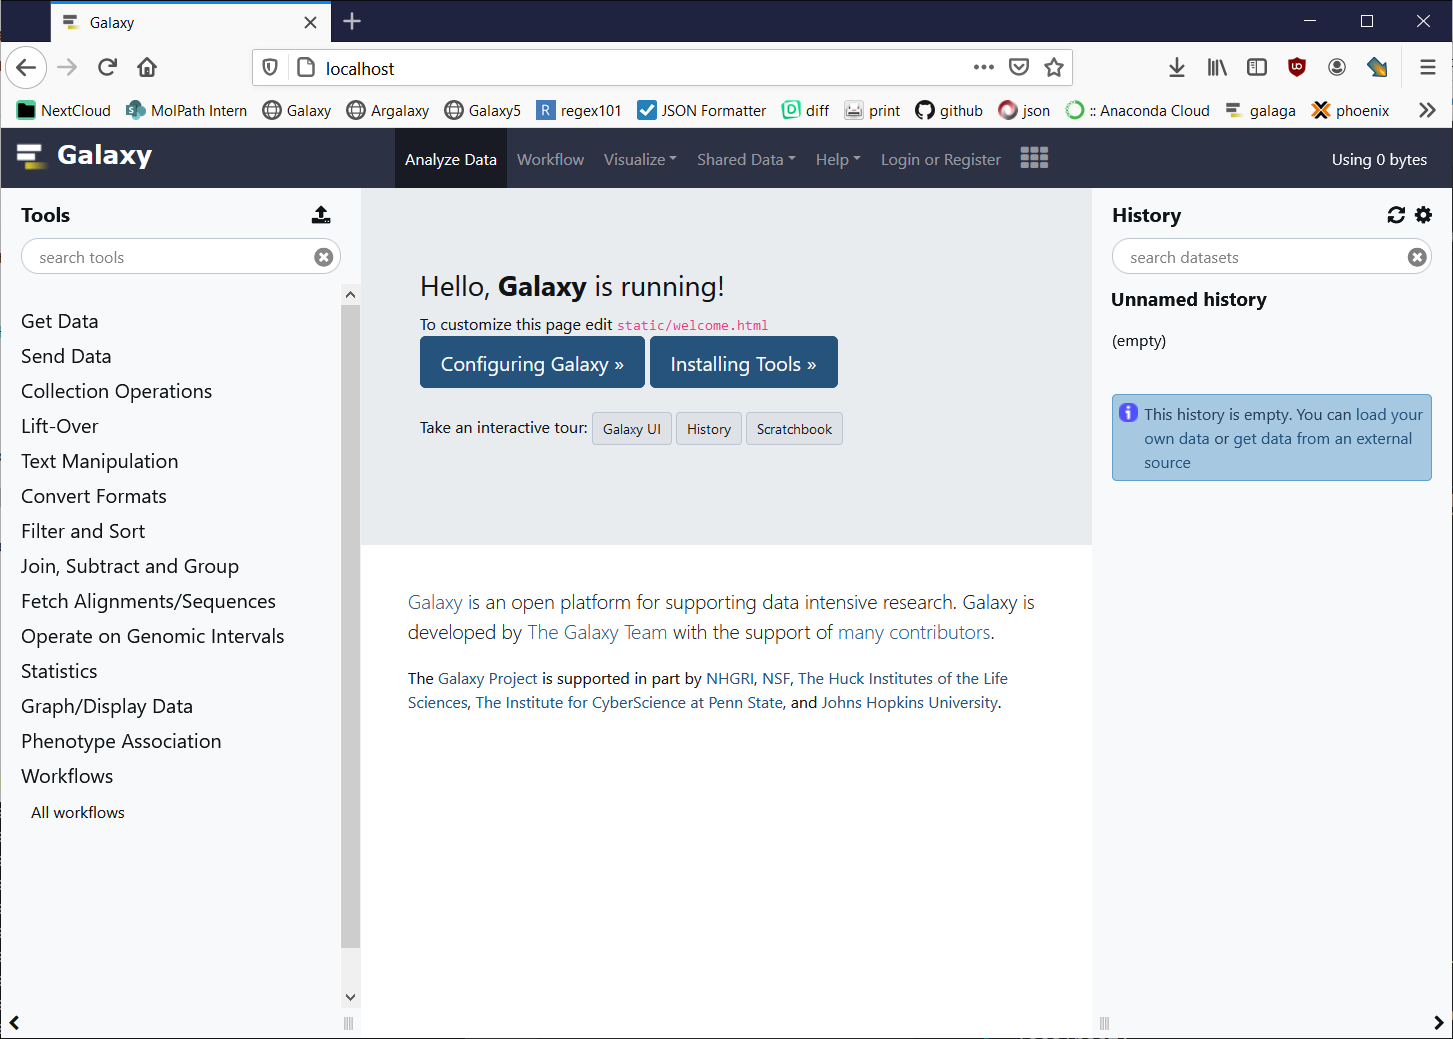 Galaxy
localhost
NextCloud MolPath Intern Galaxy Argalaxy Galaxy5 regex101 JSON Formatter diff print github json :: Anaconda Cloud galaga phoenix
Galaxy Analyze Data Workflow Visualize Shared Data Help Login or Register Using 0 bytes
Tools
search tools
Get Data
Send Data
Collection Operations
Lift-Over
Text Manipulation
Convert Formats
Filter and Sort
Join, Subtract and Group
Fetch Alignments/Sequences
Operate on Genomic Intervals
Statistics
Graph/Display Data
Phenotype Association
Workflows
All workflows
Hello, Galaxy is running!
To customize this page edit static/welcome.html
Configuring Galaxy » Installing Tools »
Take an interactive tour: Galaxy UI History Scratchbook
Galaxy is an open platform for supporting data intensive research. Galaxy is
developed by The Galaxy Team with the support of many contributors.
The Galaxy Project is supported in part by NHGRI, NSF, The Huck Institutes of the Life
Sciences, The Institute for CyberScience at Penn State, and Johns Hopkins University.
History
search datasets
Unnamed history
(empty)
This history is empty. You can load your
own data or get data from an external
source